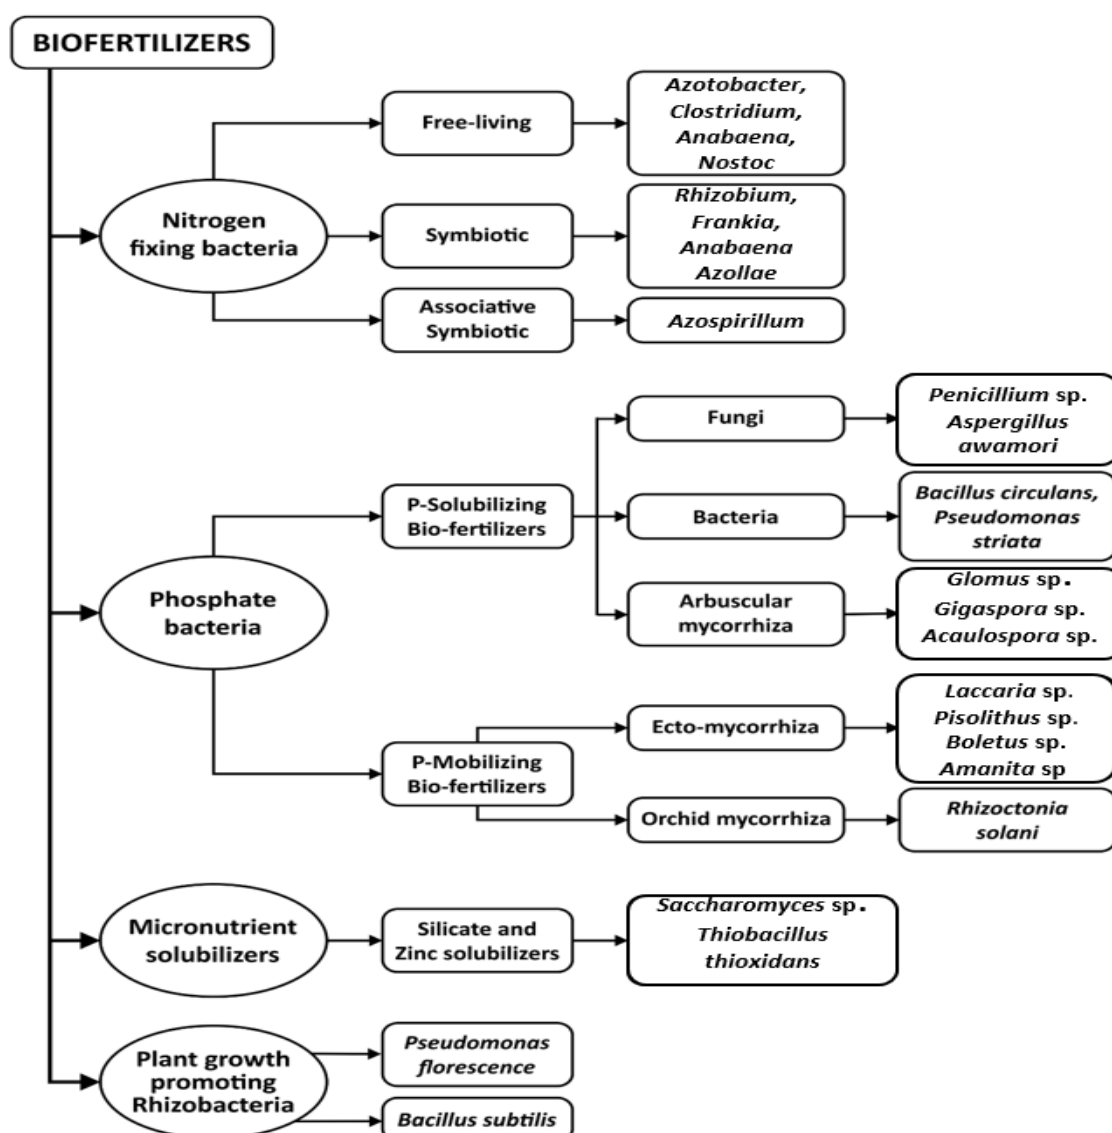 BIOFERTILIZERS
Nitrogen
fixing bacteria
Free-living
Azotobacter,
Clostridium,
Anabaena,
Nostoc
Symbiotic
Rhizobium,
Frankia,
Anabaena
Azollae
Associative
Symbiotic
Azospirillum
Phosphate
bacteria
P-Solubilizing
Bio-fertilizers
Fungi
Penicillium sp.
Aspergillus
awamori
Bacteria
Bacillus circulans,
Pseudomonas
striata
Arbuscular
mycorrhiza
Glomus sp.
Gigaspora sp.
Acaulospora sp.
P-Mobilizing
Bio-fertilizers
Ecto-mycorrhiza
Laccaria sp.
Pisolithus sp.
Boletus sp.
Amanita sp
Orchid mycorrhiza
Rhizoctonia
solani
Micronutrient
solubilizers
Silicate and
Zinc solubilizers
Saccharomyces sp.
Thiobacillus
thioxidans
Plant growth
promoting
Rhizobacteria
Pseudomonas
florescence
Bacillus subtilis